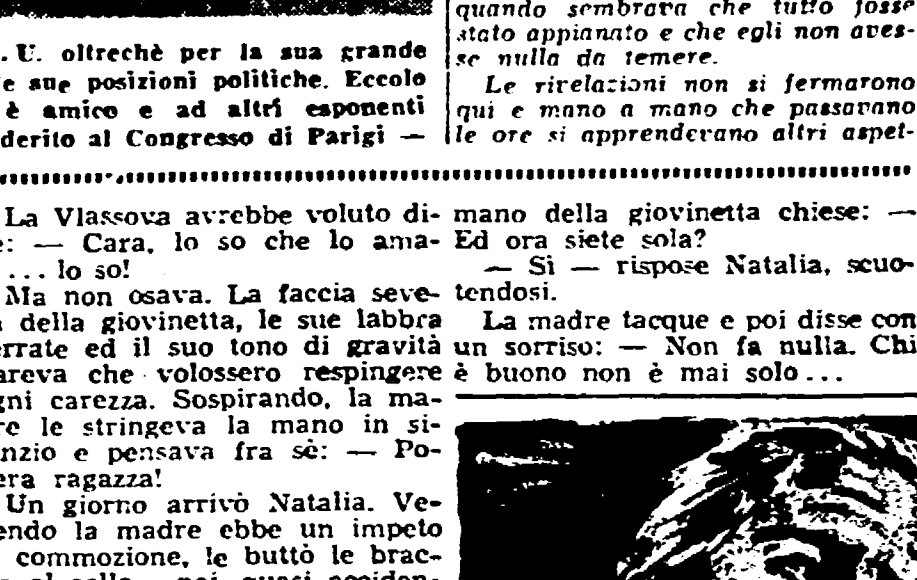 . U. oltrechè per la sua grande
e sue posizioni politiche. Eccolo
è amico e ad altri esponenti
derito al Congresso di Parigi —
quando sembrava che tutto fosse
stato appianato e che egli non aves-
se nulla da temere.
Le rivelazioni non si fermarono
qui e mano a mano che passavano
le ore si apprendevano altri aspet-
La Vlassova avrebbe voluto di-
e: — Cara, lo so che lo ama-
... lo so!
Ma non osava. La faccia seve-
a della giovinetta, le sue labbra
errate ed il suo tono di gravità
areva che volossero respingere
gni carezza. Sospirando, la ma-
re le stringeva la mano in si-
nzio e pensava fra sè: — Po-
era ragazza!
Un giorno arrivò Natalia. Ve-
endo la madre ebbe un impeto
commozione, le buttò le brac-
mano della giovinetta chiese: —
Ed ora siete sola?
— Sì — rispose Natalia, scuo-
tendosi.
La madre tacque e poi disse con
un sorriso: — Non fa nulla. Chi
è buono non è mai solo...